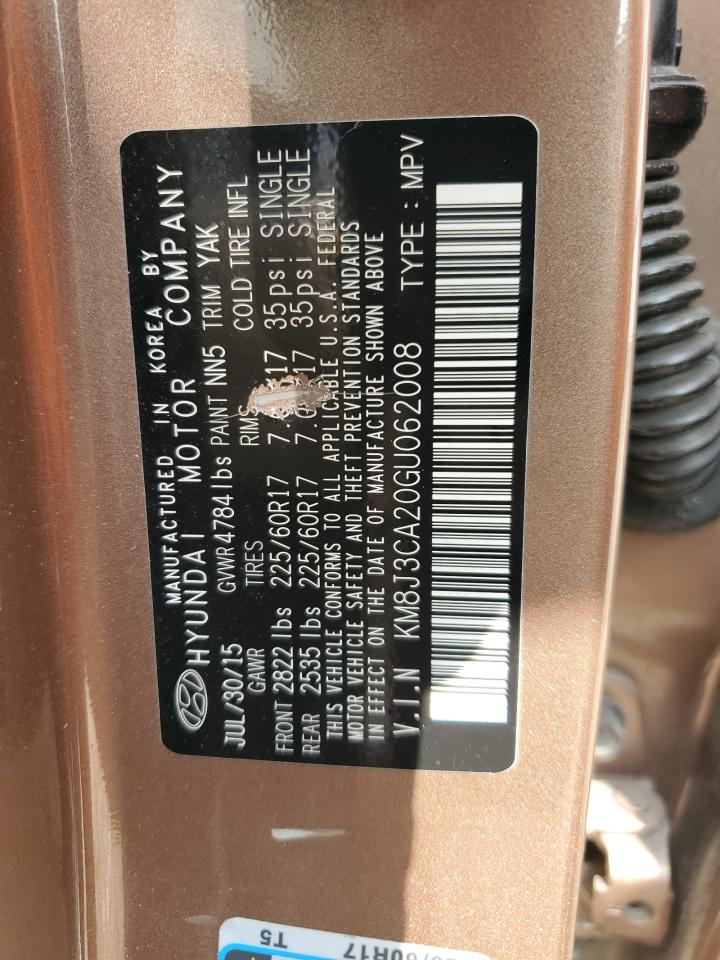 MANUFACTURED IN KOREA BY
HYUNDAI MOTOR COMPANY
JUL/30/15 GVWR 4784 lbs PAINT NN5 TRIM YAK
GAWR TIRES RIMS COLD TIRE INFL
FRONT 2822 lbs 225/60R17 35psi SINGLE
REAR 2535 lbs 225/60R17 35psi SINGLE
THIS VEHICLE CONFORMS TO ALL APPLICABLE U.S.A. FEDERAL
MOTOR VEHICLE SAFETY AND THEFT PREVENTION STANDARDS
IN EFFECT ON THE DATE OF MANUFACTURE SHOWN ABOVE
V.I.N KM8J3CA20GU062008 TYPE : MPV
T5
/60R17